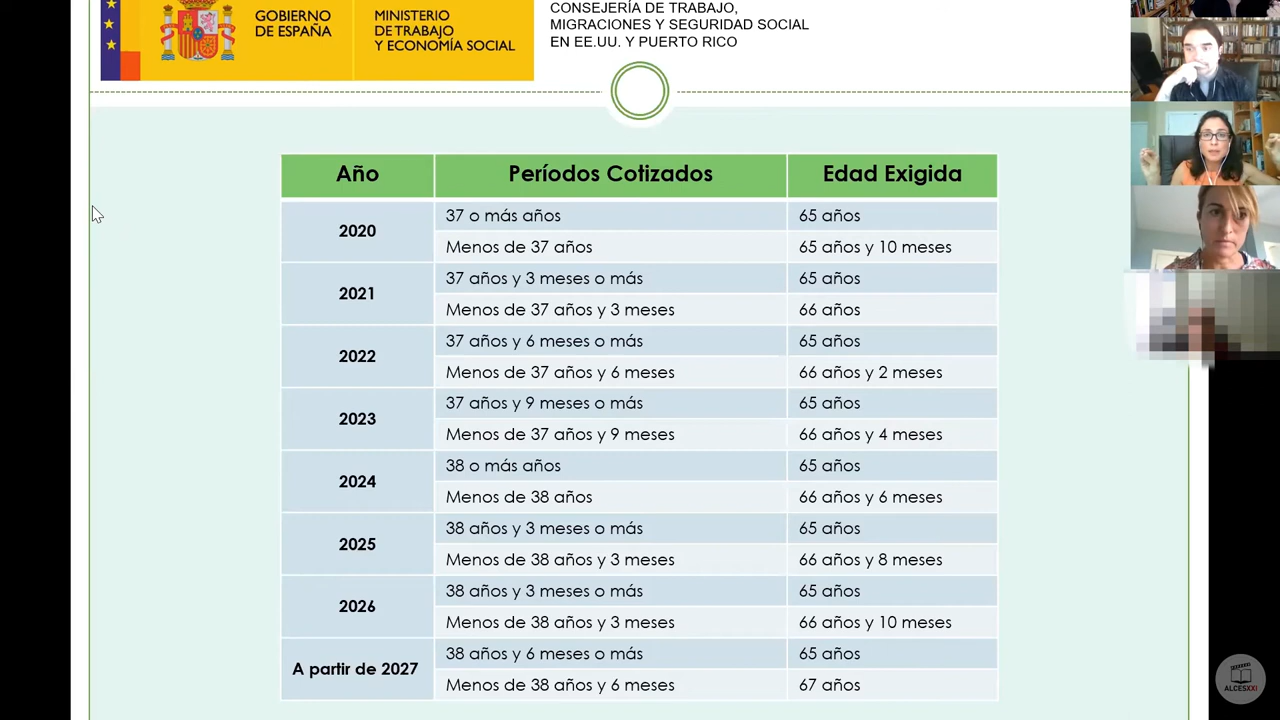 GOBIERNO
DE ESPAÑA
MINISTERIO
DE TRABAJO
Y ECONOMÍA SOCIAL
CONSEJERÍA DE TRABAJO,
MIGRACIONES Y SEGURIDAD SOCIAL
EN EE.UU. Y PUERTO RICO
Año Períodos Cotizados Edad Exigida
2020
37 o más años 65 años
Menos de 37 años 65 años y 10 meses
2021
37 años y 3 meses o más 65 años
Menos de 37 años y 3 meses 66 años
2022
37 años y 6 meses o más 65 años
Menos de 37 años y 6 meses 66 años y 2 meses
2023
37 años y 9 meses o más 65 años
Menos de 37 años y 9 meses 66 años y 4 meses
2024
38 o más años 65 años
Menos de 38 años 66 años y 6 meses
2025
38 años y 3 meses o más 65 años
Menos de 38 años y 3 meses 66 años y 8 meses
2026
38 años y 3 meses o más 65 años
Menos de 38 años y 3 meses 66 años y 10 meses
A partir de 2027
38 años y 6 meses o más 65 años
Menos de 38 años y 6 meses 67 años
ALCESXXI